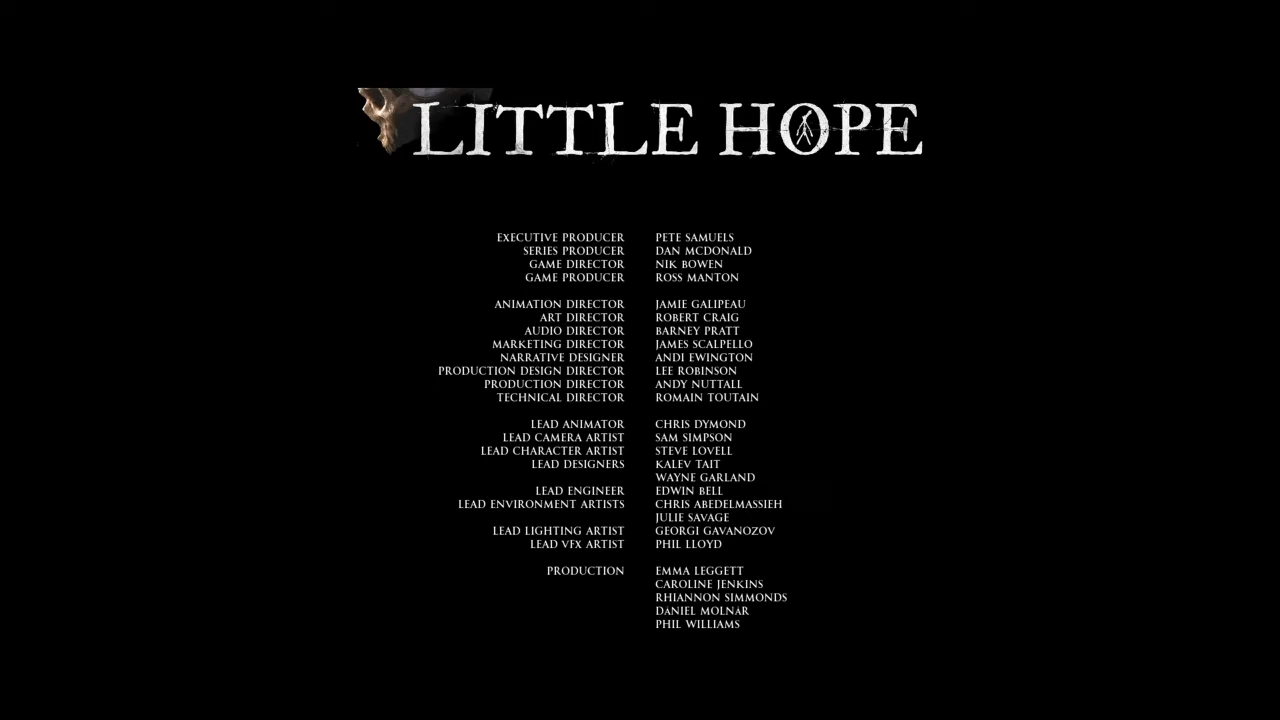 LITTLE HOPE
EXECUTIVE PRODUCER PETE SAMUELS
SERIES PRODUCER DAN MCDONALD
GAME DIRECTOR NIK BOWEN
GAME PRODUCER ROSS MANTON
ANIMATION DIRECTOR JAMIE GALIPEAU
ART DIRECTOR ROBERT CRAIG
AUDIO DIRECTOR BARNEY PRATT
MARKETING DIRECTOR JAMES SCALPELLO
NARRATIVE DESIGNER ANDI EWINGTON
PRODUCTION DESIGN DIRECTOR LEE ROBINSON
PRODUCTION DIRECTOR ANDY NUTTALL
TECHNICAL DIRECTOR ROMAIN TOUTAIN
LEAD ANIMATOR CHRIS DYMOND
LEAD CAMERA ARTIST SAM SIMPSON
LEAD CHARACTER ARTIST STEVE LOVELL
LEAD DESIGNERS KALEV TAIT
WAYNE GARLAND
LEAD ENGINEER EDWIN BELL
LEAD ENVIRONMENT ARTISTS CHRIS ABEDELMASSIEH
JULIE SAVAGE
LEAD LIGHTING ARTIST GEORGI GAVANOZOV
LEAD VFX ARTIST PHIL LLOYD
PRODUCTION EMMA LEGGETT
CAROLINE JENKINS
RHIANNON SIMMONDS
DANIEL MOLNAR
PHIL WILLIAMS